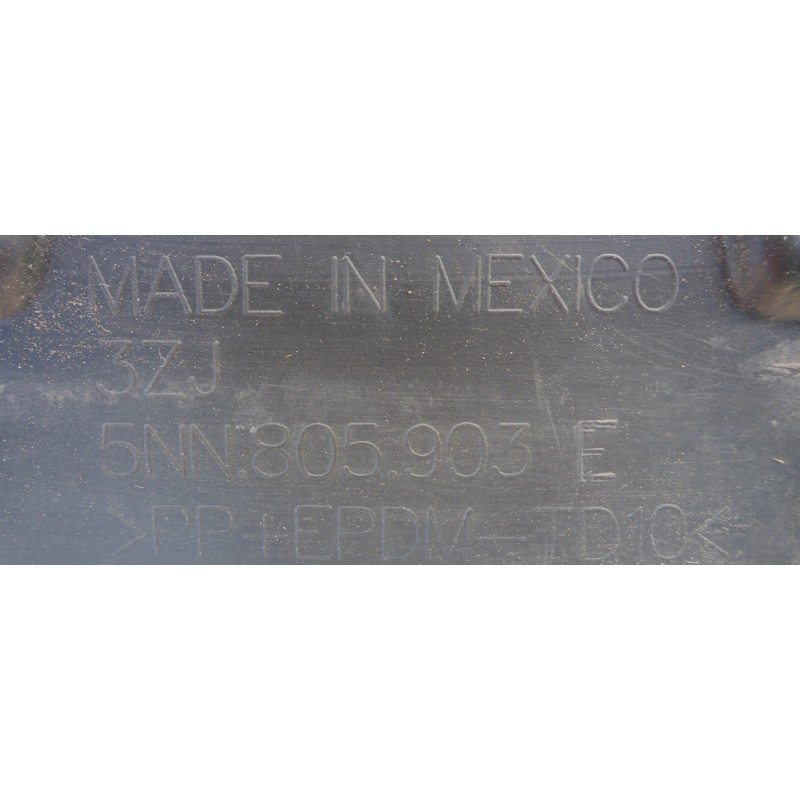 MADE IN MEXICO
3ZJ
5NN.805.903 E
>PP+EPDM-TD10<